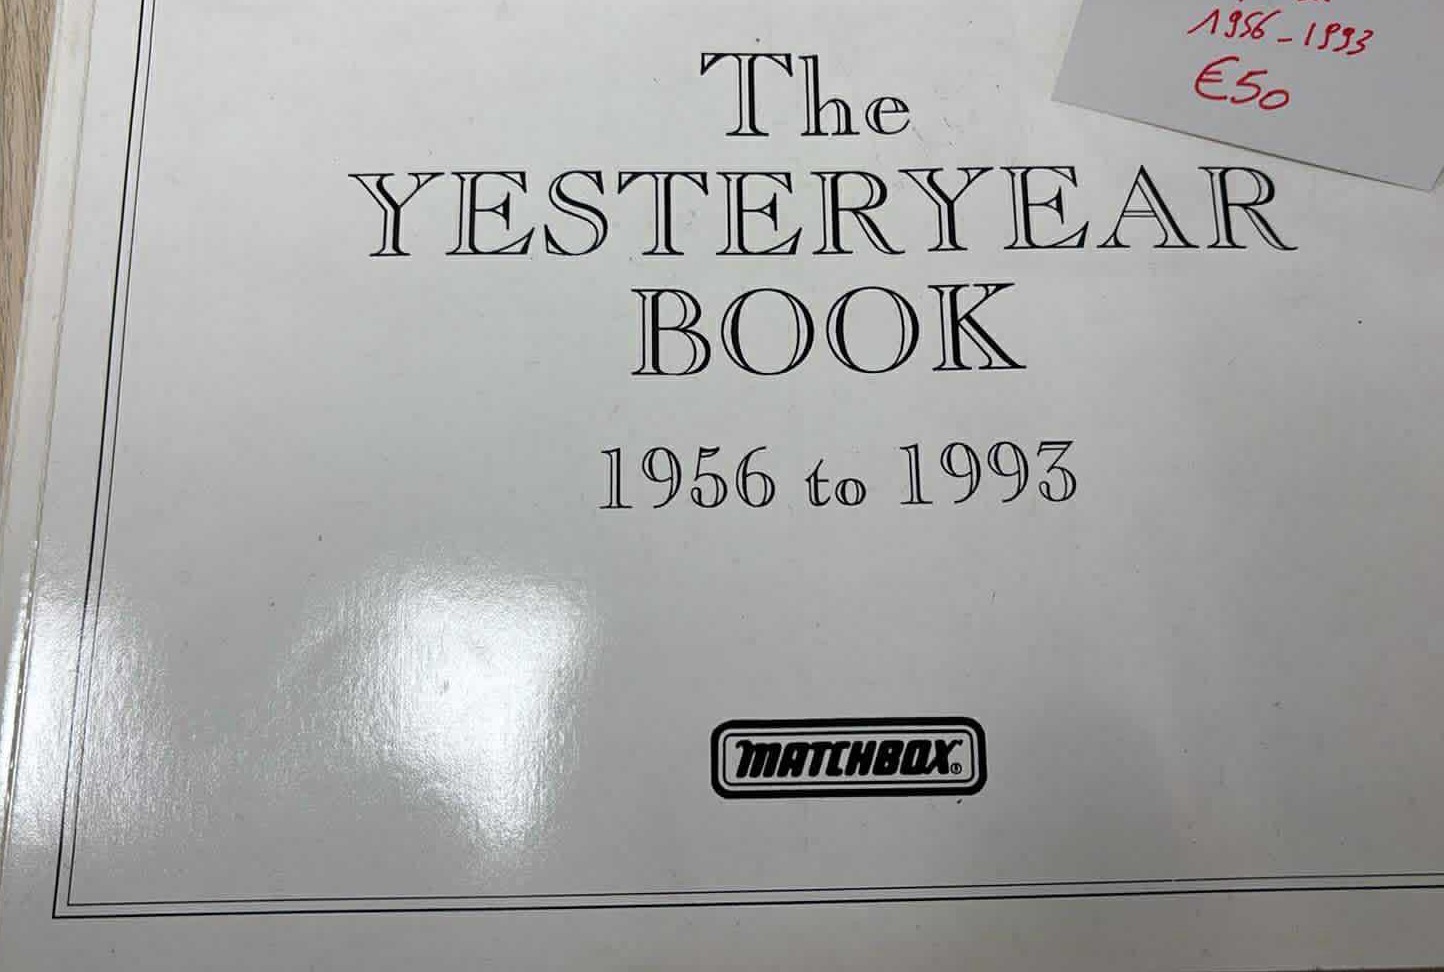 1956-1993
€50
The
YESTERYEAR
BOOK
1956 to 1993
MATCHBOX®